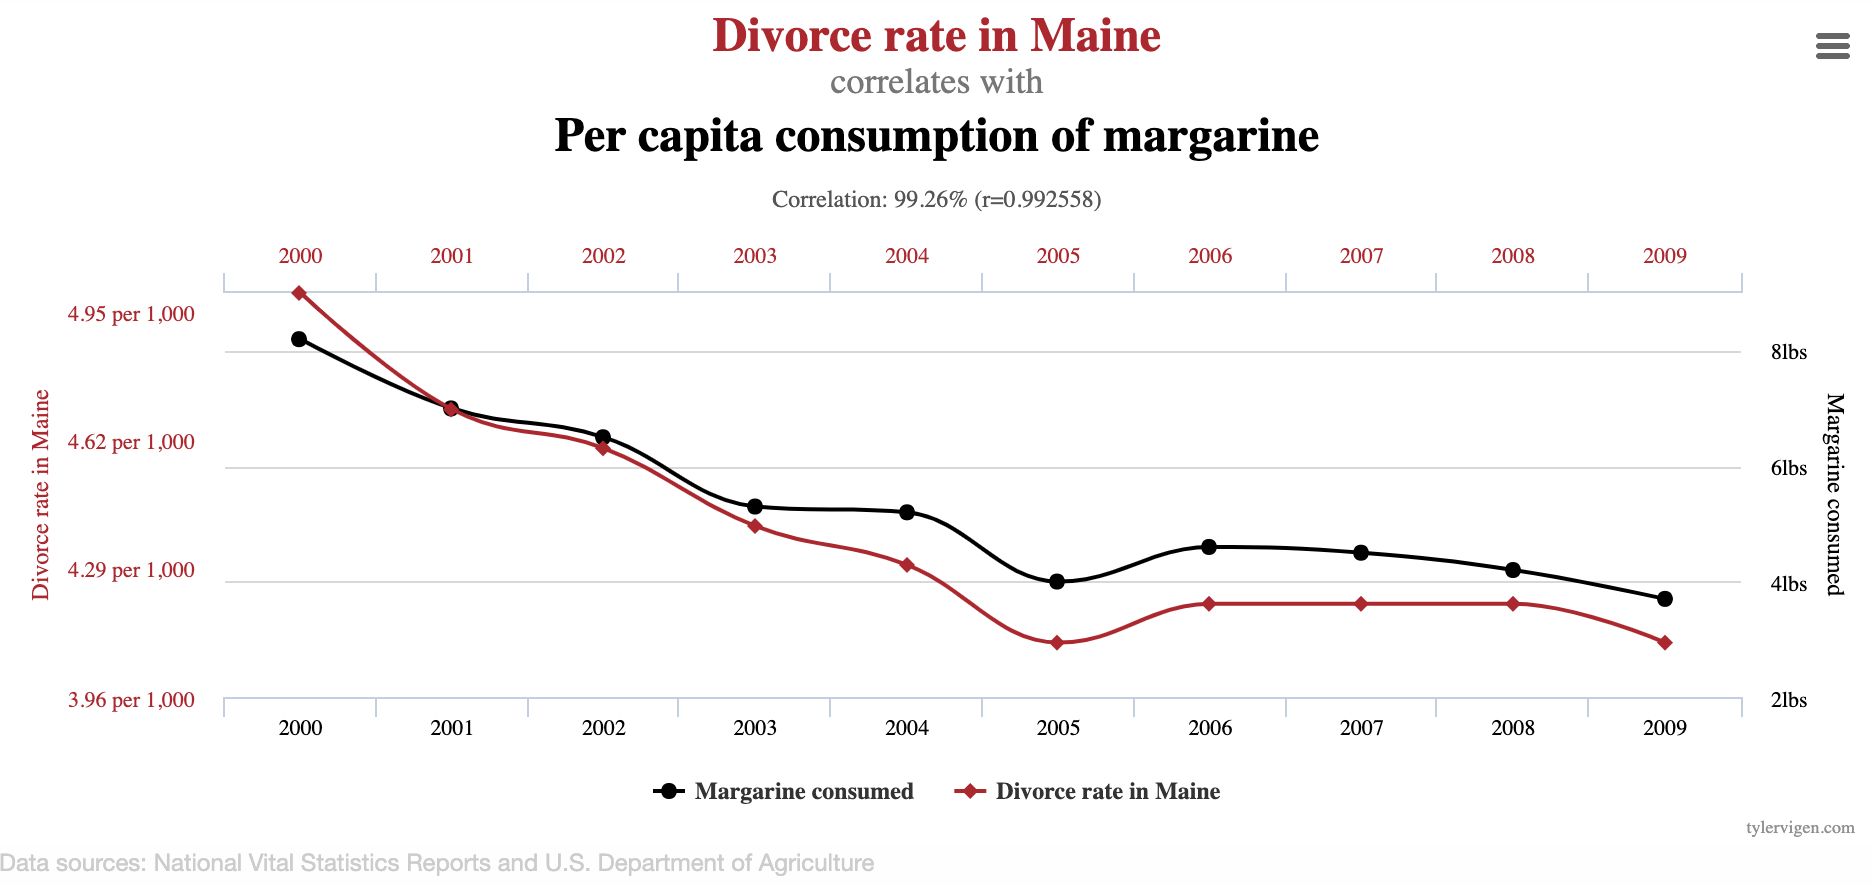 Divorce rate in Maine
correlates with
Per capita consumption of margarine
Correlation: 99.26% (r=0.992558)
2000 2001 2002 2003 2004 2005 2006 2007 2008 2009
4.95 per 1,000
8lbs
4.62 per 1,000
6lbs
4.29 per 1,000
4lbs
3.96 per 1,000
2lbs
Divorce rate in Maine
Margarine consumed
2000 2001 2002 2003 2004 2005 2006 2007 2008 2009
Margarine consumed Divorce rate in Maine
tylervigen.com
Data sources: National Vital Statistics Reports and U.S. Department of Agriculture